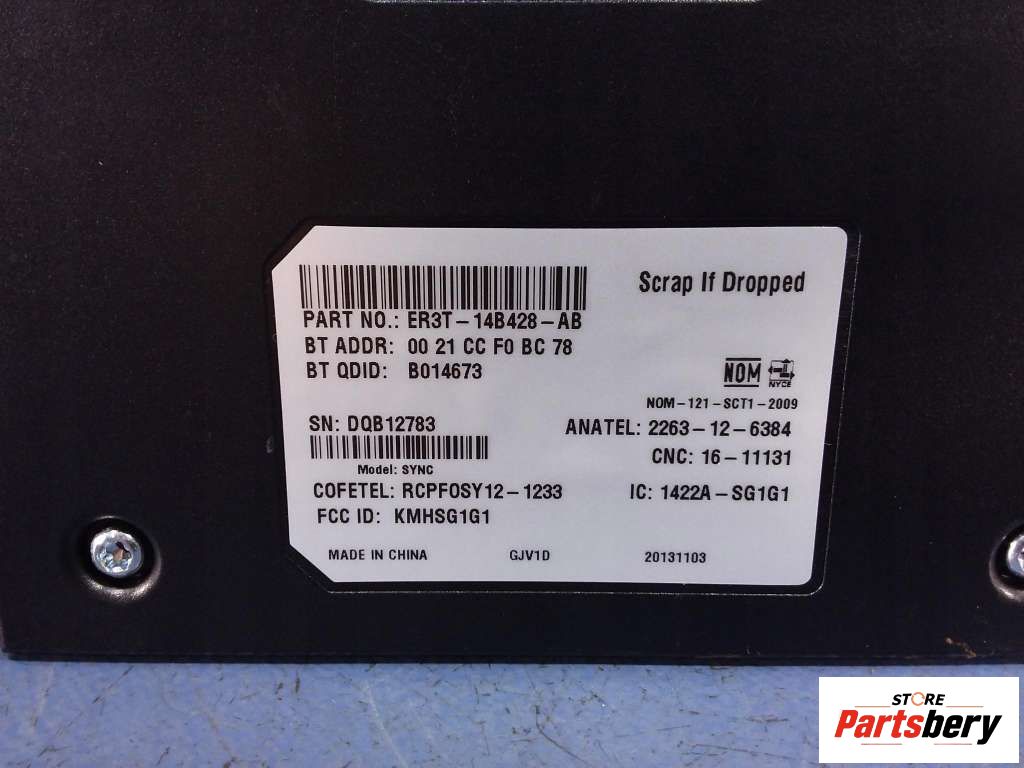 Scrap If Dropped
PART NO.: ER3T-14B428-AB
BT ADDR: 00 21 CC F0 BC 78
BT QDID: B014673
NOM NYCE
NOM-121-SCT1-2009
SN: DQB12783 ANATEL: 2263-12-6384
CNC: 16-11131
Model: SYNC
COFETEL: RCPFOSY12-1233 IC: 1422A-SG1G1
FCC ID: KMHSG1G1
MADE IN CHINA GJV1D 20131103
STORE
Partsbery